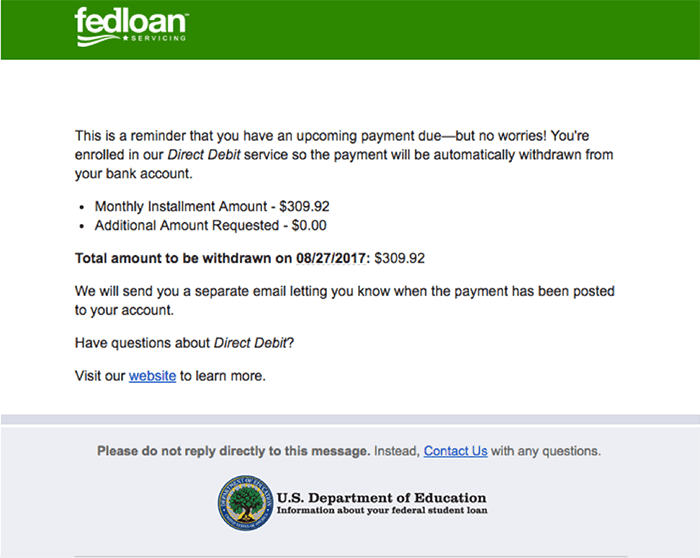 fedloan
SERVICING
This is a reminder that you have an upcoming payment due—but no worries! You're
enrolled in our Direct Debit service so the payment will be automatically withdrawn from
your bank account.
• Monthly Installment Amount - $309.92
• Additional Amount Requested - $0.00
Total amount to be withdrawn on 08/27/2017: $309.92
We will send you a separate email letting you know when the payment has been posted
to your account.
Have questions about Direct Debit?
Visit our website to learn more.
Please do not reply directly to this message. Instead, Contact Us with any questions.
U.S. Department of Education
Information about your federal student loan